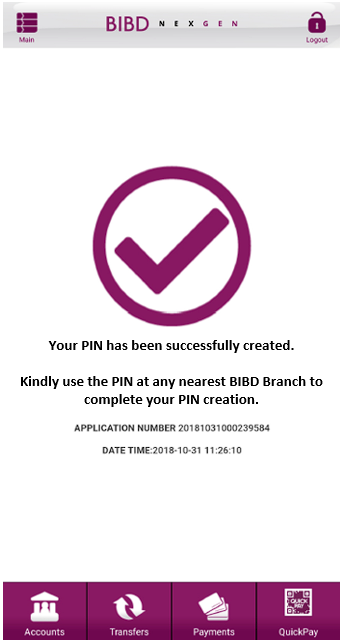 BIBD NEXGEN
Main
Logout
Your PIN has been successfully created.
Kindly use the PIN at any nearest BIBD Branch to
complete your PIN creation.
APPLICATION NUMBER 20181031000239584
DATE TIME:2018-10-31 11:26:10
QUICK
PAY
Accounts
Transfers
Payments
QuickPay